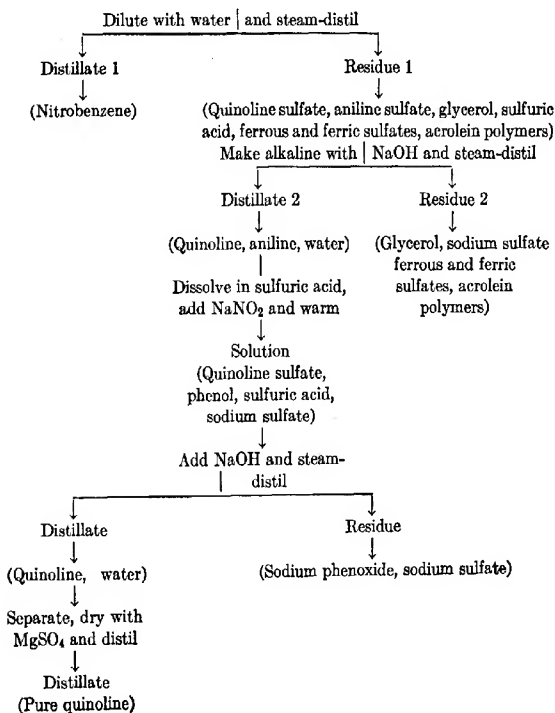 Dilute with water and steam-distil
Distillate 1
(Nitrobenzene)
Residue 1
(Quinoline sulfate, aniline sulfate, glycerol, sulfuric
acid, ferrous and ferric sulfates, acrolein polymers)
Make alkaline with NaOH and steam-distil
Distillate 2
(Quinoline, aniline, water)
Dissolve in sulfuric acid,
add NaNO₂ and warm
Residue 2
(Glycerol, sodium sulfate
ferrous and ferric
sulfates, acrolein
polymers)
Solution
(Quinoline sulfate,
phenol, sulfuric acid,
sodium sulfate)
Add NaOH and steam-
distil
Distillate
(Quinoline, water)
Separate, dry with
MgSO₄ and distil
Distillate
(Pure quinoline)
Residue
(Sodium phenoxide, sodium sulfate)